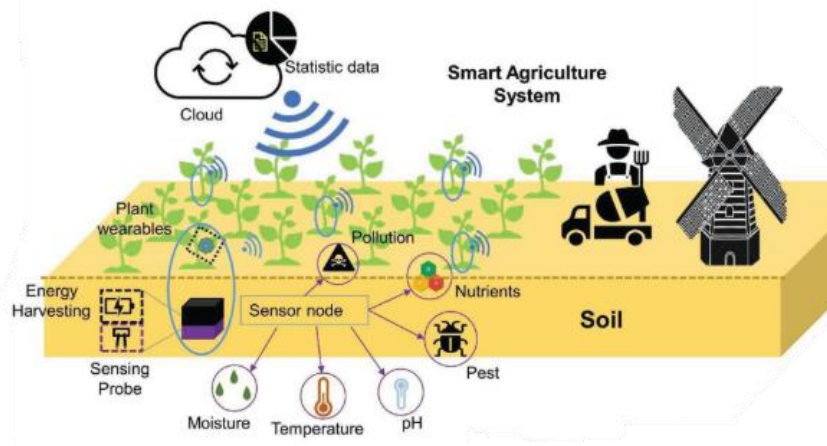 Statistic data
Cloud
Smart Agriculture
System
Plant
wearables
Pollution
Energy
Harvesting
Sensor node
Nutrients
Soil
Sensing
Probe
Pest
Moisture
Temperature
pH